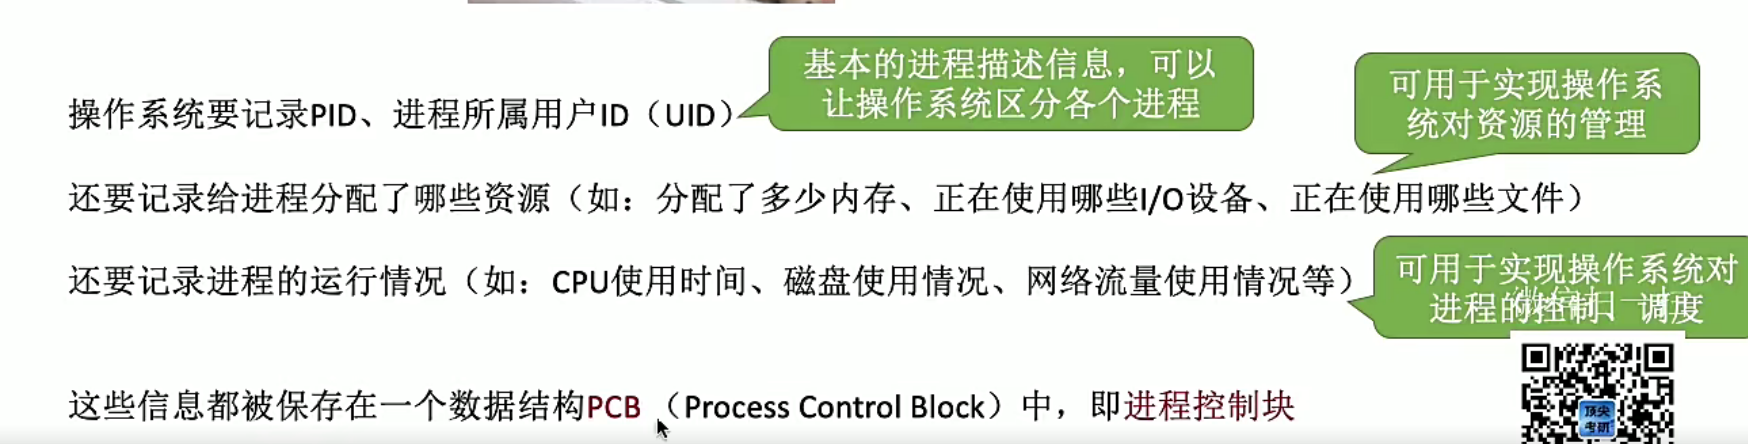 基本的进程描述信息，可以
让操作系统区分各个进程
可用于实现操作系
统对资源的管理
操作系统要记录PID、进程所属用户ID（UID）
还要记录给进程分配了哪些资源（如：分配了多少内存、正在使用哪些I/O设备、正在使用哪些文件）
还要记录进程的运行情况（如：CPU使用时间、磁盘使用情况、网络流量使用情况等）
可用于实现操作系统对
进程的控制、调度
这些信息都被保存在一个数据结构PCB（Process Control Block）中，即进程控制块
顶尖
考研